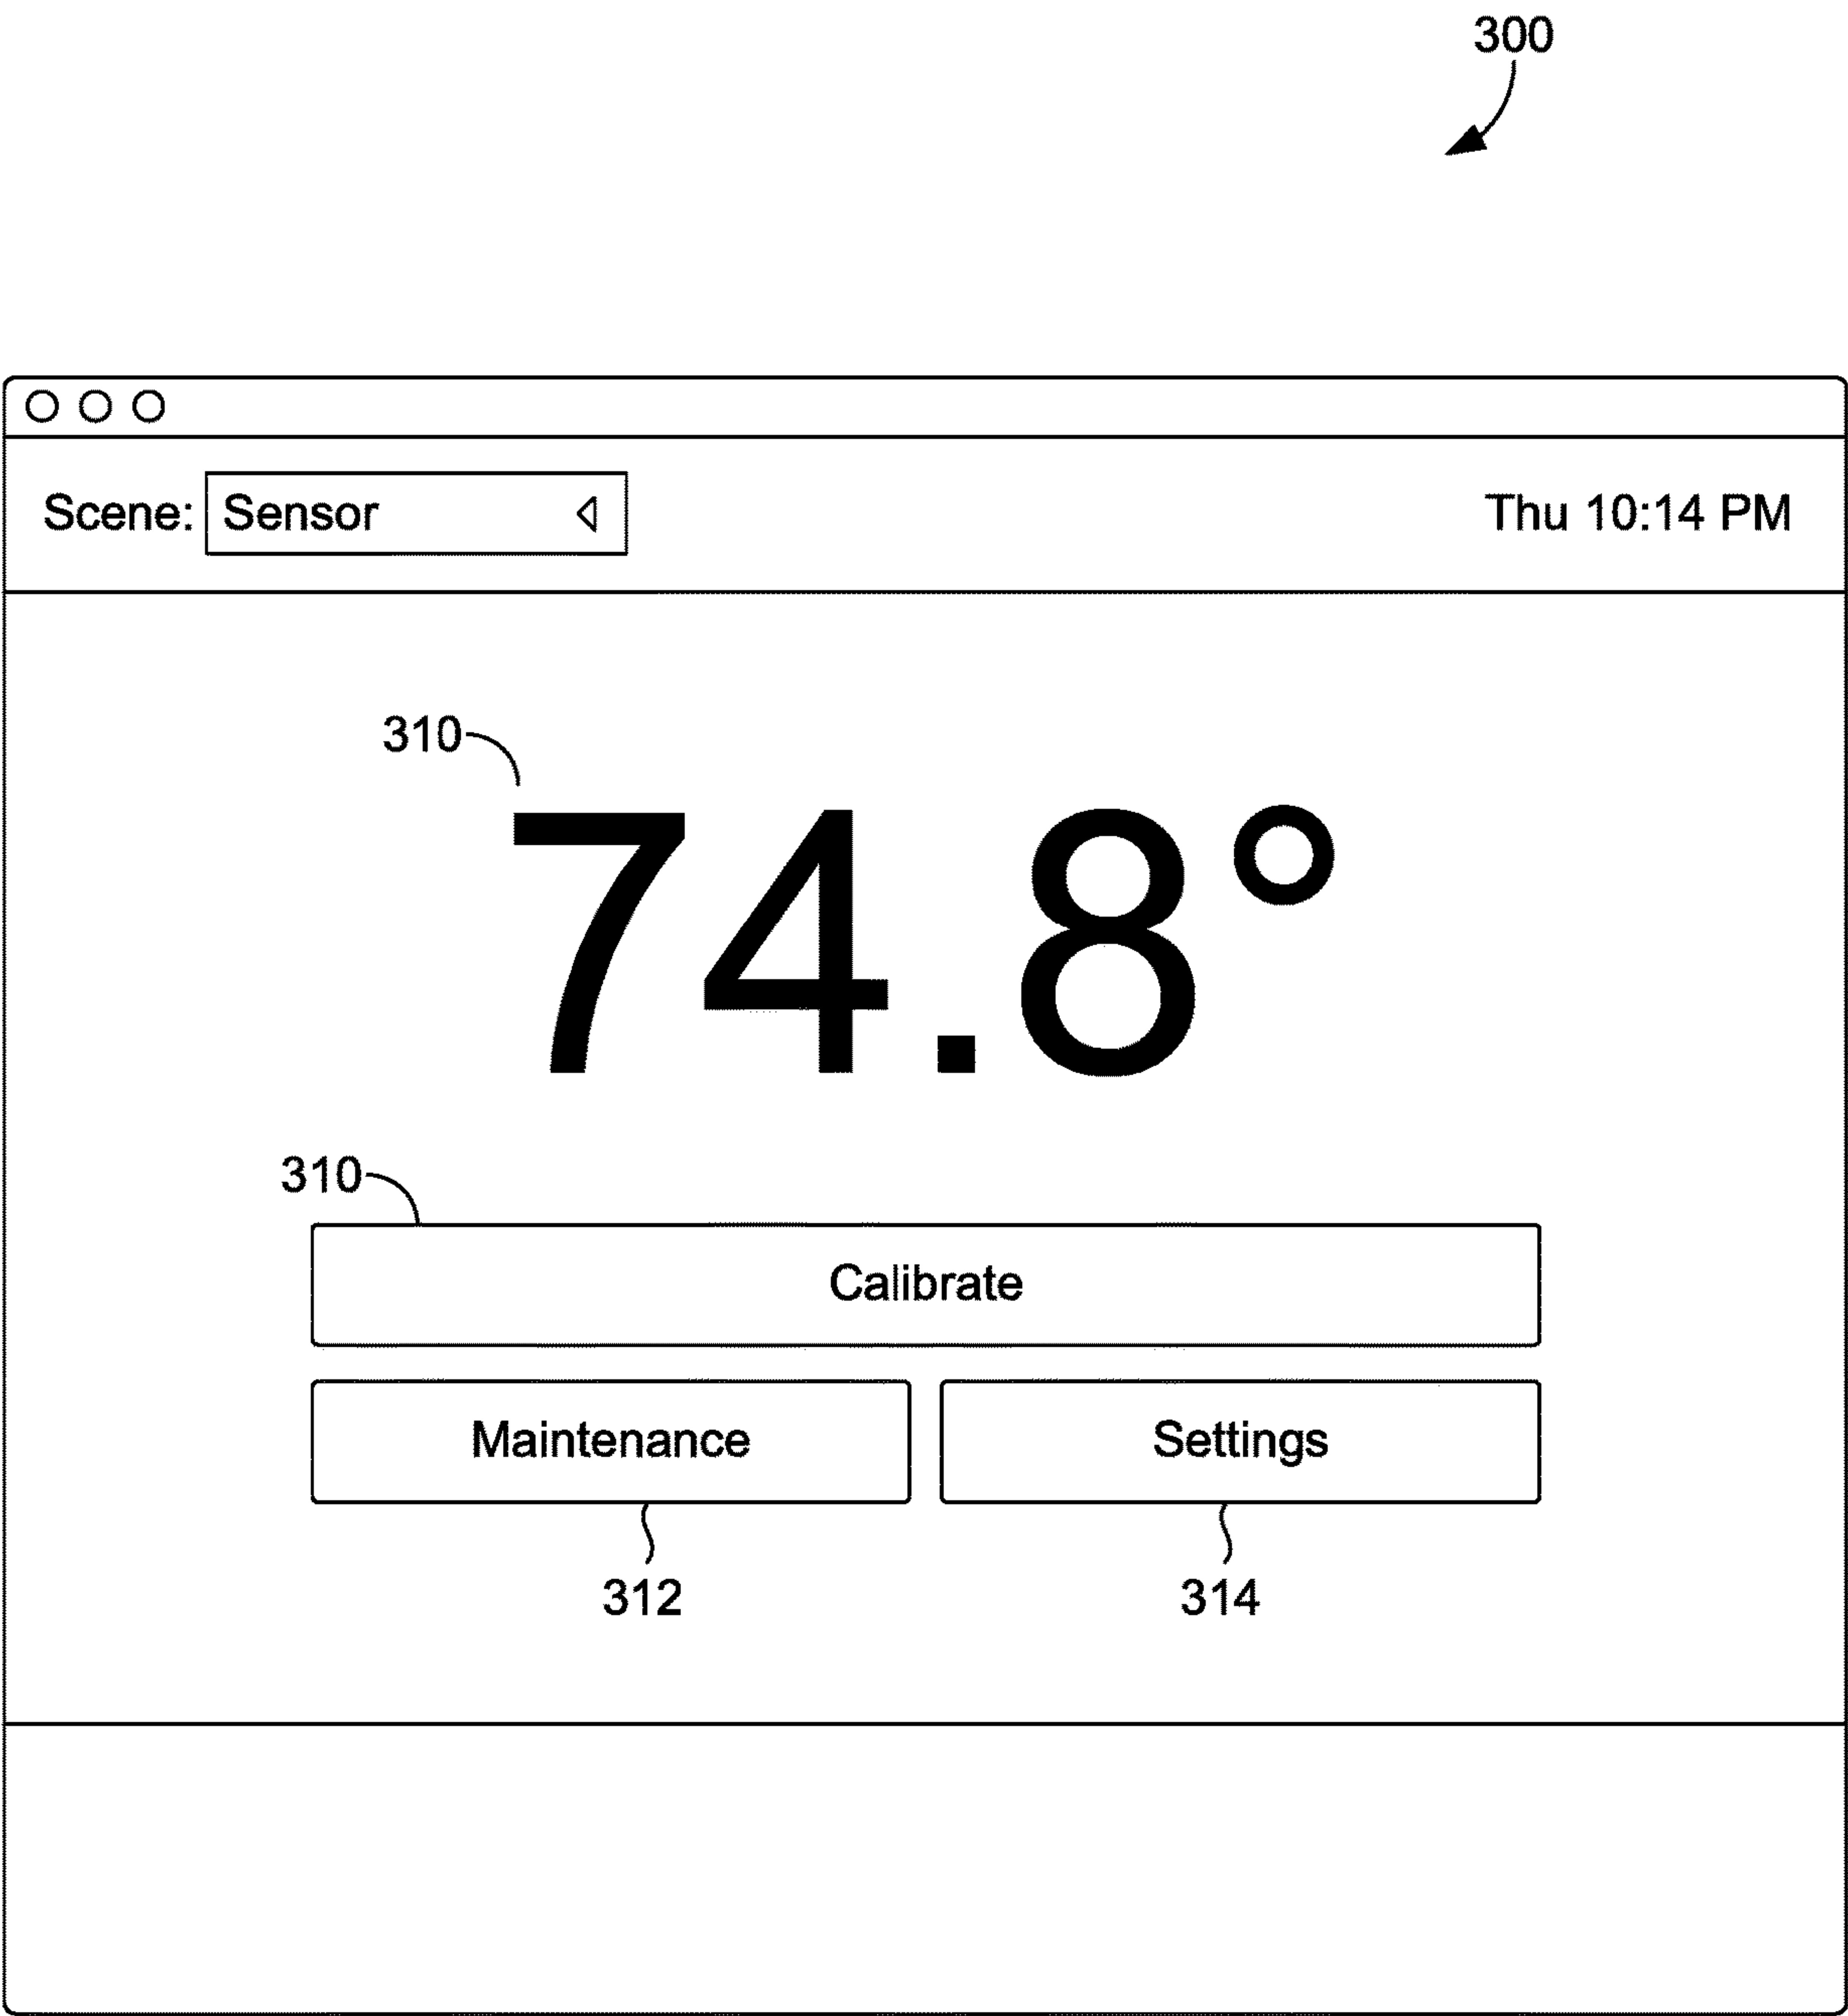 300
Scene: Sensor Thu 10:14 PM
310
74.8°
310
Calibrate
Maintenance Settings
312 314